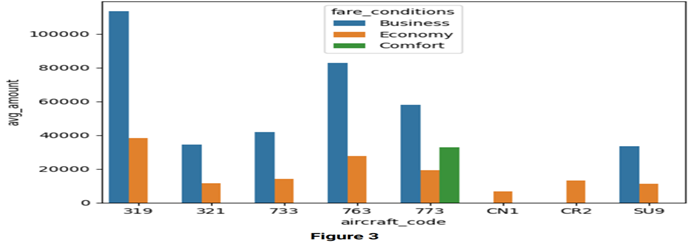 fare_conditions
Business
Economy
Comfort
100000
80000
60000
40000
20000
0
avg_amount
319 321 733 763 773 CN1 CR2 SU9
aircraft_code
Figure 3